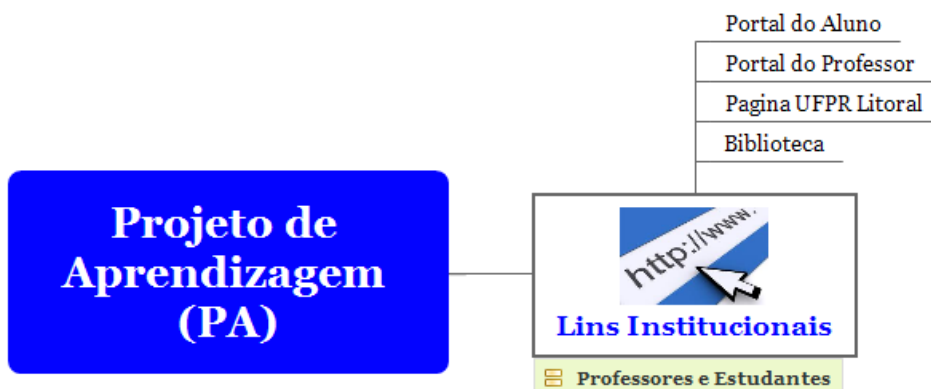 Portal do Aluno
Portal do Professor
Pagina UFPR Litoral
Biblioteca
Projeto de
Aprendizagem
(PA)
http://www.
Lins Institucionais
Professores e Estudantes